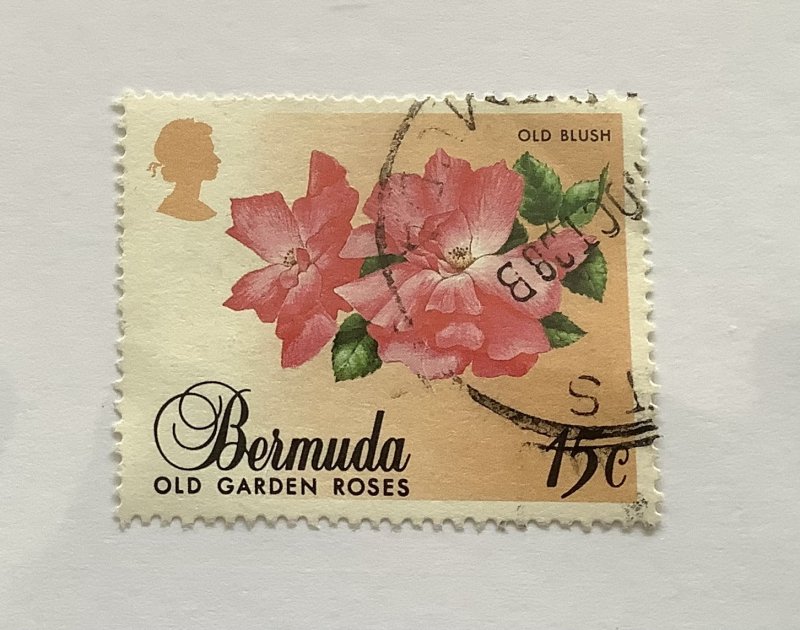 OLD BLUSH
Bermuda
15c
OLD GARDEN ROSES